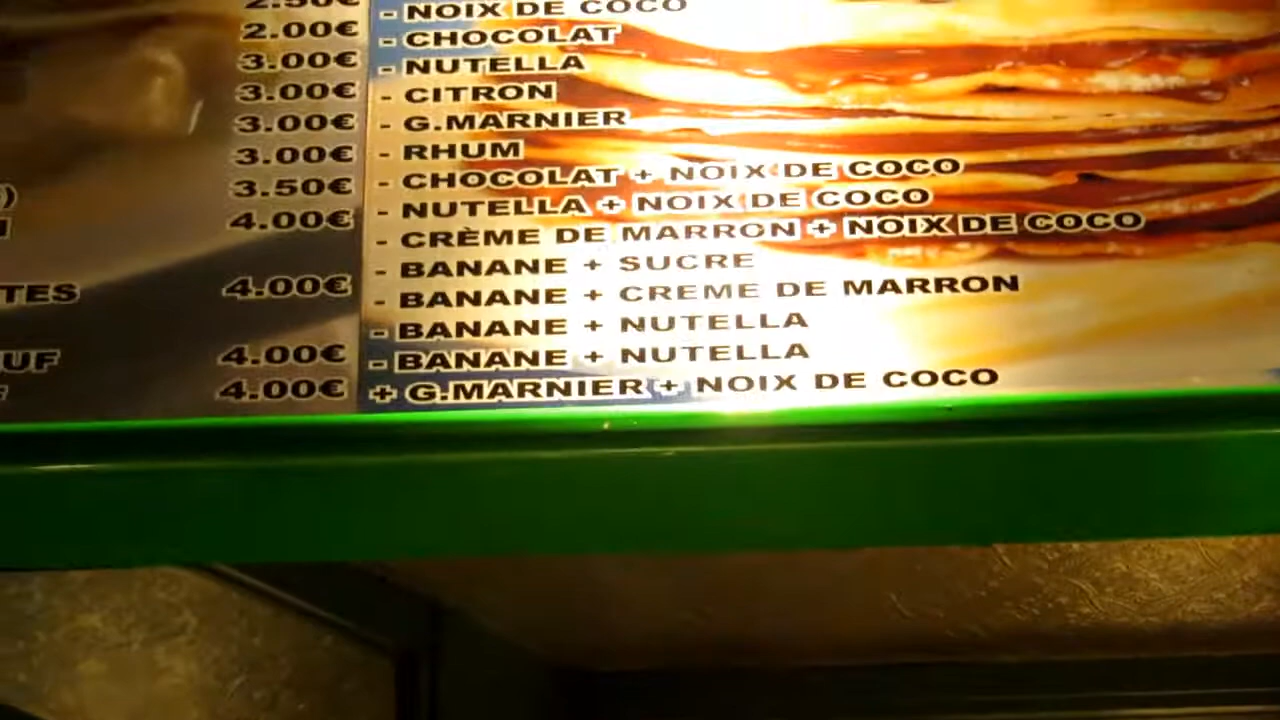 2.50€
2.00€
3.00€
3.00€
3.00€
3.00€
3.50€
4.00€
TES 4.00€
UF 4.00€
4.00€
- NOIX DE COCO
- CHOCOLAT
- NUTELLA
- CITRON
- G.MARNIER
- RHUM
- CHOCOLAT + NOIX DE COCO
- NUTELLA + NOIX DE COCO
- CRÈME DE MARRON + NOIX DE COCO
- BANANE + SUCRE
- BANANE + CREME DE MARRON
- BANANE + NUTELLA
- BANANE + NUTELLA
+ G.MARNIER + NOIX DE COCO